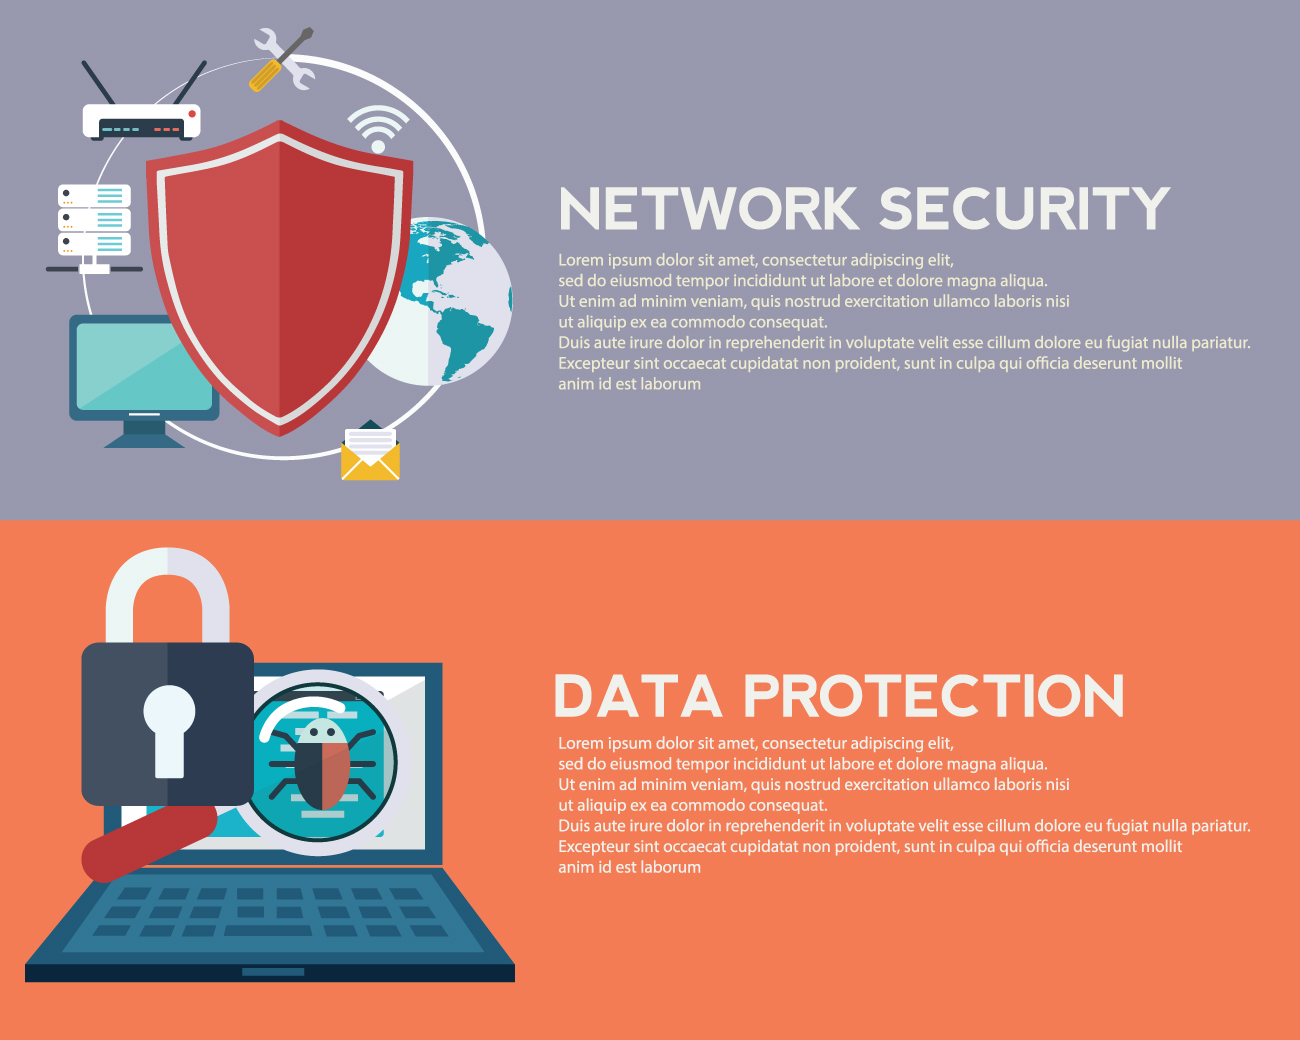 NETWORK SECURITY
Lorem ipsum dolor sit amet, consectetur adipiscing elit,
sed do eiusmod tempor incididunt ut labore et dolore magna aliqua.
Ut enim ad minim veniam, quis nostrud exercitation ullamco laboris nisi
ut aliquip ex ea commodo consequat.
Duis aute irure dolor in reprehenderit in voluptate velit esse cillum dolore eu fugiat nulla pariatur.
Excepteur sint occaecat cupidatat non proident, sunt in culpa qui officia deserunt mollit
anim id est laborum
DATA PROTECTION
Lorem ipsum dolor sit amet, consectetur adipiscing elit,
sed do eiusmod tempor incididunt ut labore et dolore magna aliqua.
Ut enim ad minim veniam, quis nostrud exercitation ullamco laboris nisi
ut aliquip ex ea commodo consequat.
Duis aute irure dolor in reprehenderit in voluptate velit esse cillum dolore eu fugiat nulla pariatur.
Excepteur sint occaecat cupidatat non proident, sunt in culpa qui officia deserunt mollit
anim id est laborum